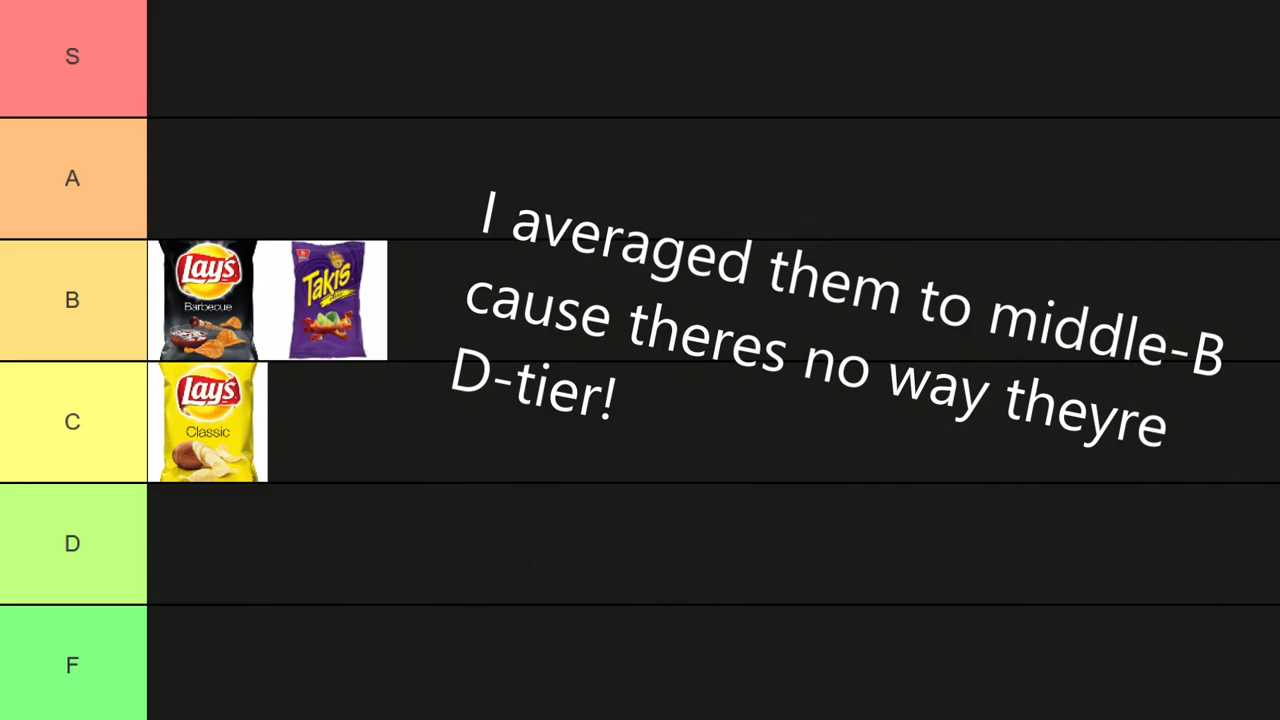 S
A
I averaged them to middle-B
cause theres no way theyre
D-tier!
B
Lay's
Barbecue
Takis
C
Lay's
Classic
D
F